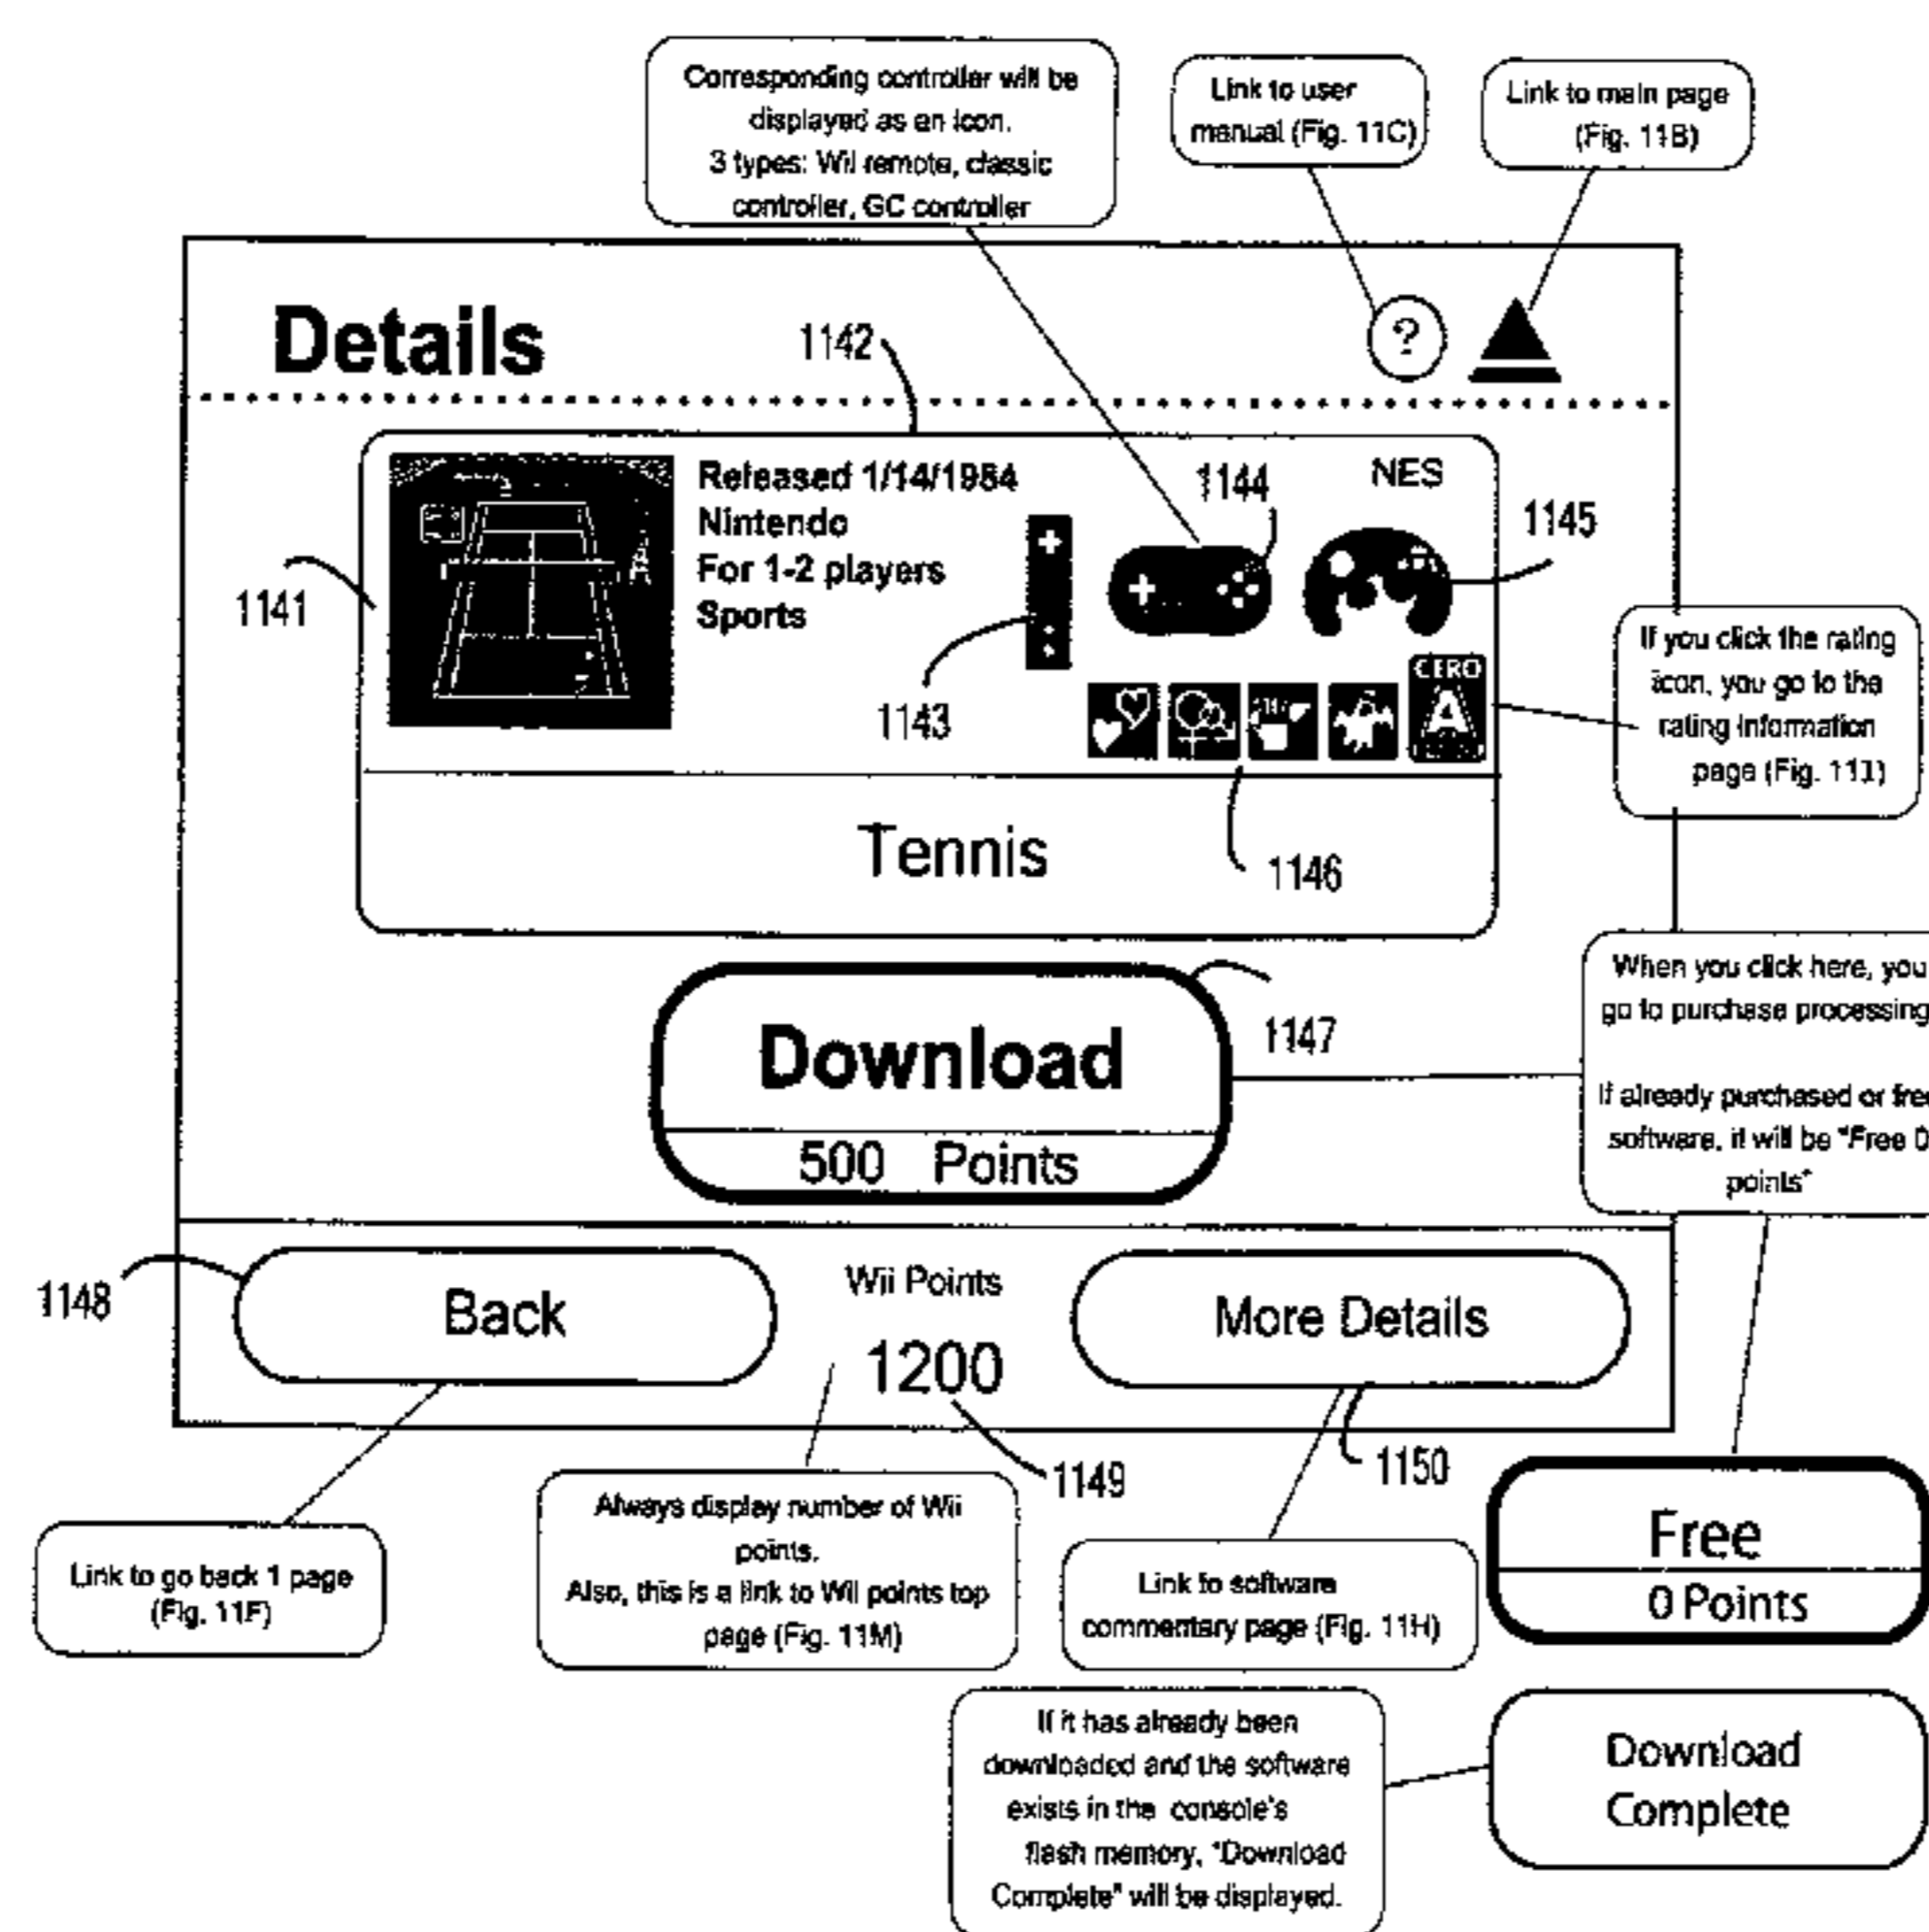 Corresponding controller will be
displayed as an icon.
3 types: Wii remote, classic
controller, GC controller
Link to user
manual (Fig. 11C)
Link to main page
(Fig. 11B)
Details
1142
?
Released 1/14/1984
Nintendo
For 1-2 players
Sports
1144
NES
1145
1141
1143
CERO
A
If you click the rating
icon, you go to the
rating information
page (Fig. 11I)
Tennis
1146
Download
500 Points
1147
When you click here, you
go to purchase processing
If already purchased or free
software, it will be "Free 0
points"
1148
Back
Wii Points
1200
More Details
1149
1150
Link to go back 1 page
(Fig. 11F)
Always display number of Wii
points.
Also, this is a link to Wii points top
page (Fig. 11M)
Link to software
commentary page (Fig. 11H)
Free
0 Points
If it has already been
downloaded and the software
exists in the console's
flash memory, "Download
Complete" will be displayed.
Download
Complete